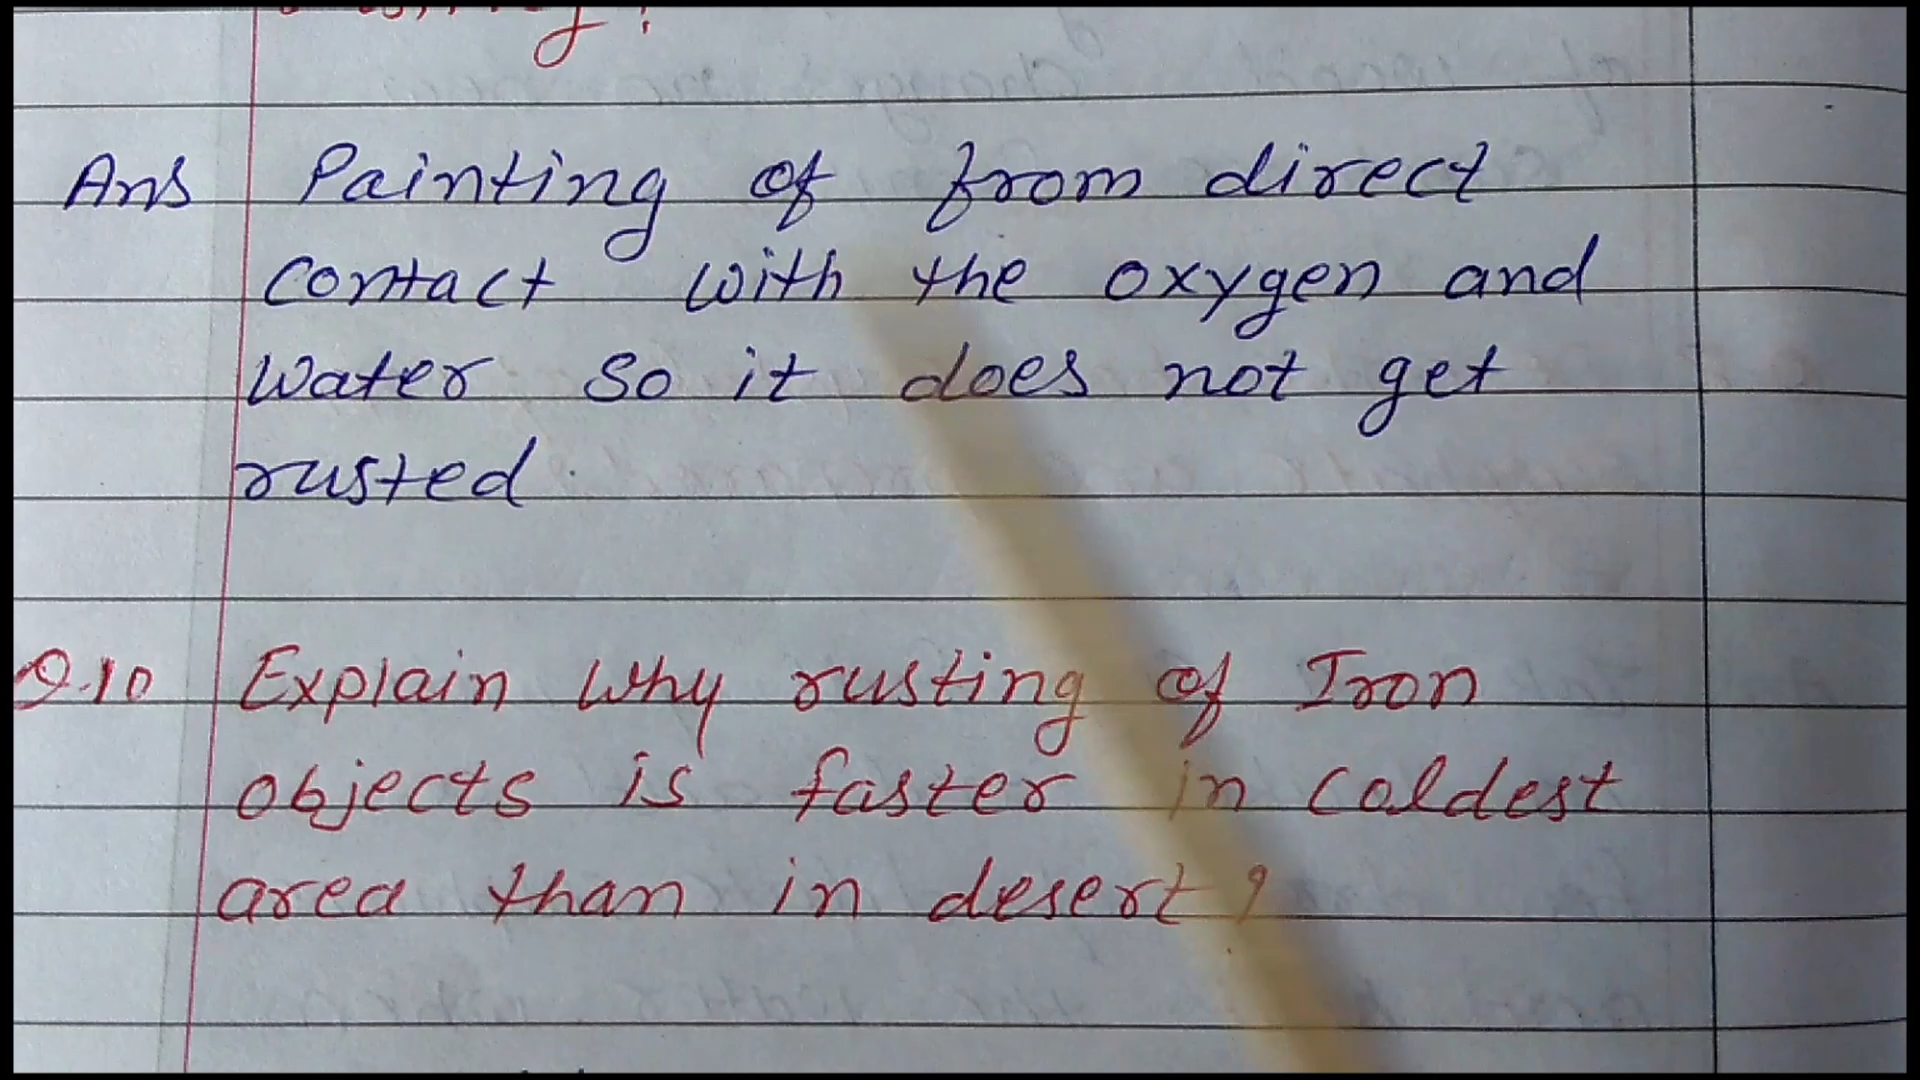 Ans Painting of from direct
contact with the oxygen and
water so it does not get
rusted.
Q.10 Explain why rusting of Iron
objects is faster in coldest
area than in desert?